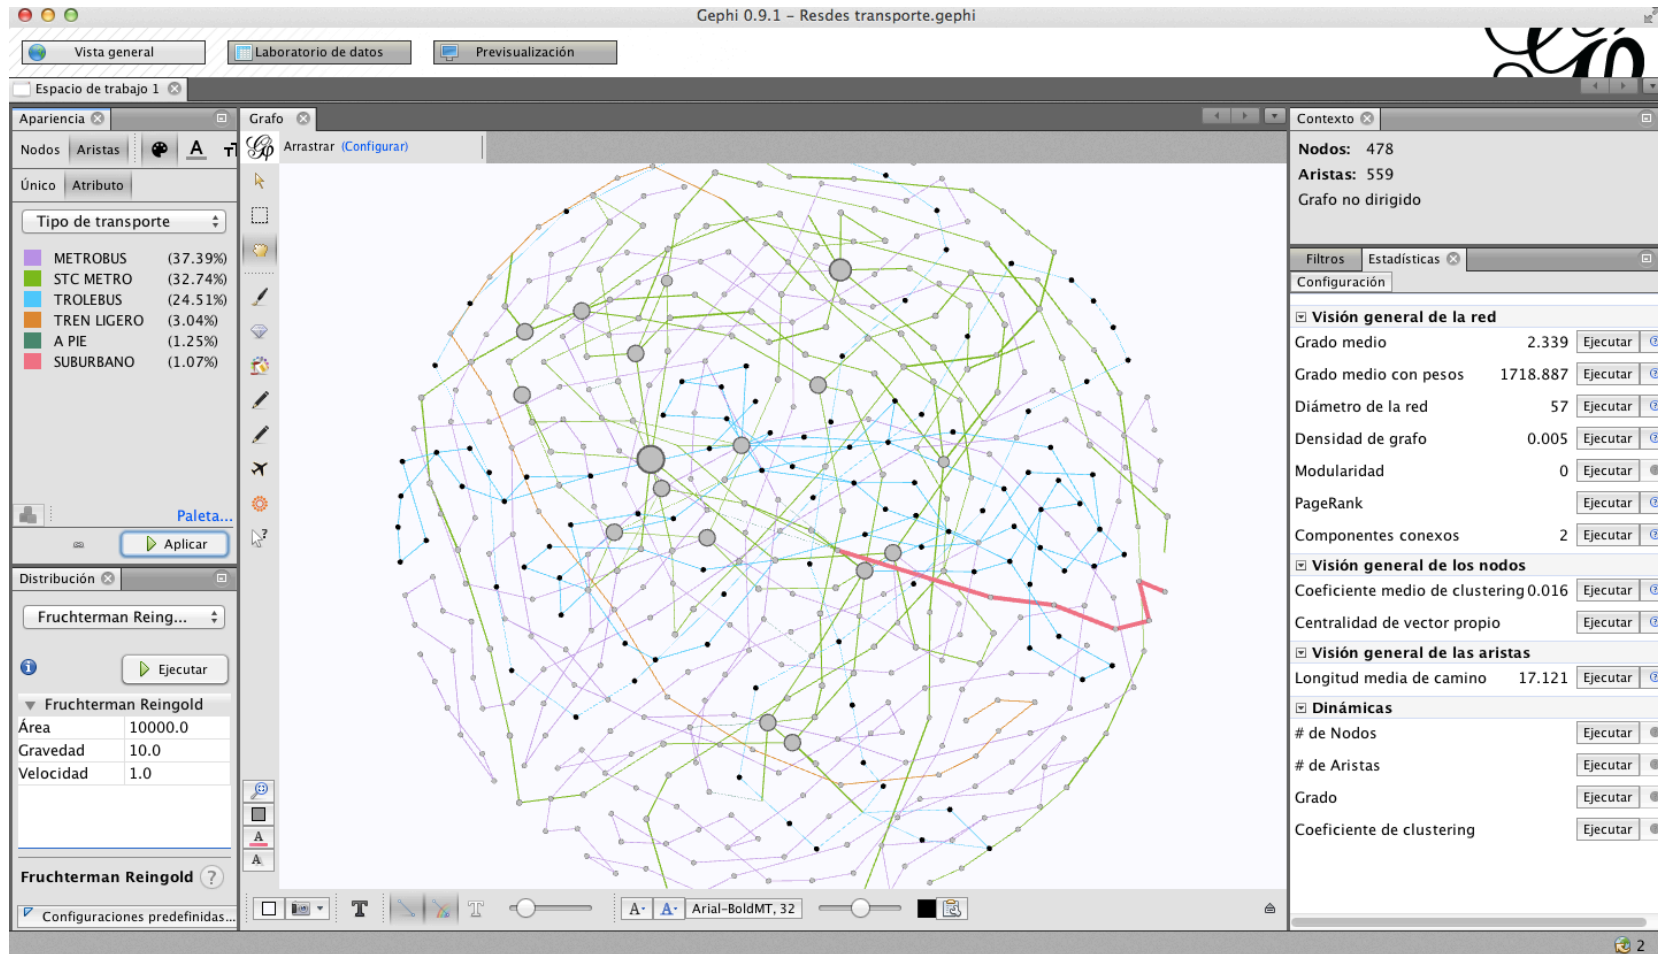 Gephi 0.9.1 – Resdes transporte.gephi
Vista general
Laboratorio de datos
Previsualización
Espacio de trabajo 1
Apariencia
Nodos Aristas A
Único Atributo
Tipo de transporte
METROBUS (37.39%)
STC METRO (32.74%)
TROLEBUS (24.51%)
TREN LIGERO (3.04%)
A PIE (1.25%)
SUBURBANO (1.07%)
Paleta...
Aplicar
Distribución
Fruchterman Reing...
Ejecutar
Fruchterman Reingold
Área 10000.0
Gravedad 10.0
Velocidad 1.0
Fruchterman Reingold ?
Configuraciones predefinidas...
Grafo
Arrastrar (Configurar)
A
A
T T A- A- Arial-BoldMT, 32
Contexto
Nodos: 478
Aristas: 559
Grafo no dirigido
Filtros Estadísticas
Configuración
Visión general de la red
Grado medio 2.339 Ejecutar
Grado medio con pesos 1718.887 Ejecutar
Diámetro de la red 57 Ejecutar
Densidad de grafo 0.005 Ejecutar
Modularidad 0 Ejecutar
PageRank Ejecutar
Componentes conexos 2 Ejecutar
Visión general de los nodos
Coeficiente medio de clustering 0.016 Ejecutar
Centralidad de vector propio Ejecutar
Visión general de las aristas
Longitud media de camino 17.121 Ejecutar
Dinámicas
# de Nodos Ejecutar
# de Aristas Ejecutar
Grado Ejecutar
Coeficiente de clustering Ejecutar
2